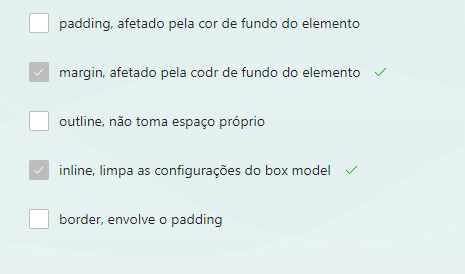 padding, afetado pela cor de fundo do elemento
margin, afetado pela codr de fundo do elemento
outline, não toma espaço próprio
inline, limpa as configurações do box model
border, envolve o padding